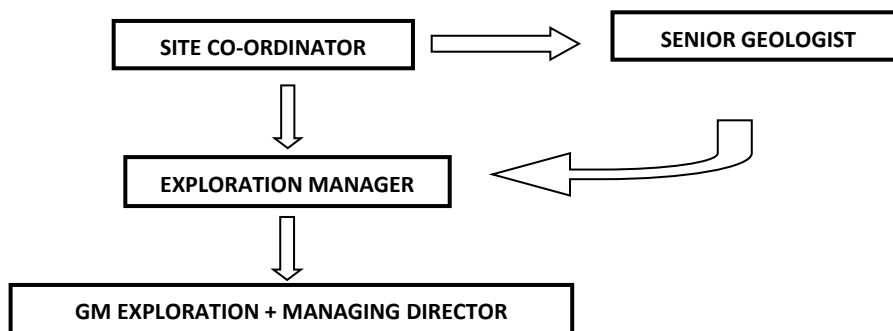 SITE CO-ORDINATOR
SENIOR GEOLOGIST
EXPLORATION MANAGER
GM EXPLORATION + MANAGING DIRECTOR